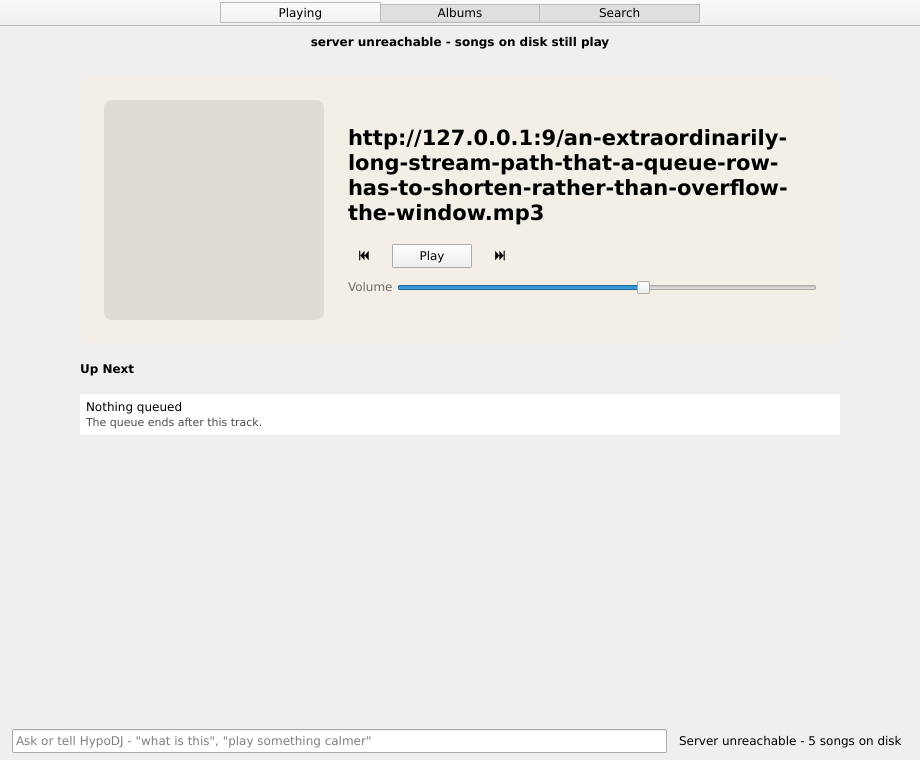 Playing Albums Search
server unreachable - songs on disk still play
http://127.0.0.1:9/an-extraordinarily-
long-stream-path-that-a-queue-row-
has-to-shorten-rather-than-overflow-
the-window.mp3
⏮ Play ⏭
Volume
Up Next
Nothing queued
The queue ends after this track.
Ask or tell HypoDJ - "what is this", "play something calmer" Server unreachable - 5 songs on disk